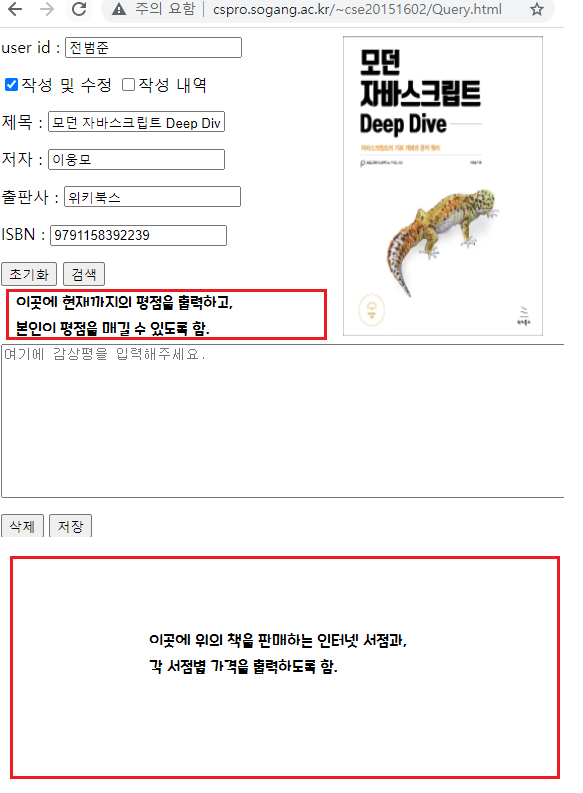 주의 요함 | cspro.sogang.ac.kr/~cse20151602/Query.html
user id : 전범준
작성 및 수정 작성 내역
제목 : 모던 자바스크립트 Deep Div
저자 : 이웅모
출판사 : 위키북스
ISBN : 9791158392239
초기화 검색
모던
자바스크립트
Deep Dive
자바스크립트의 기본 개념과 동작 원리
이곳에 현재까지의 평점을 출력하고,
본인이 평점을 매길 수 있도록 함.
여기에 감상평을 입력해주세요.
삭제 저장
이곳에 위의 책을 판매하는 인터넷 서점과,
각 서점별 가격을 출력하도록 함.